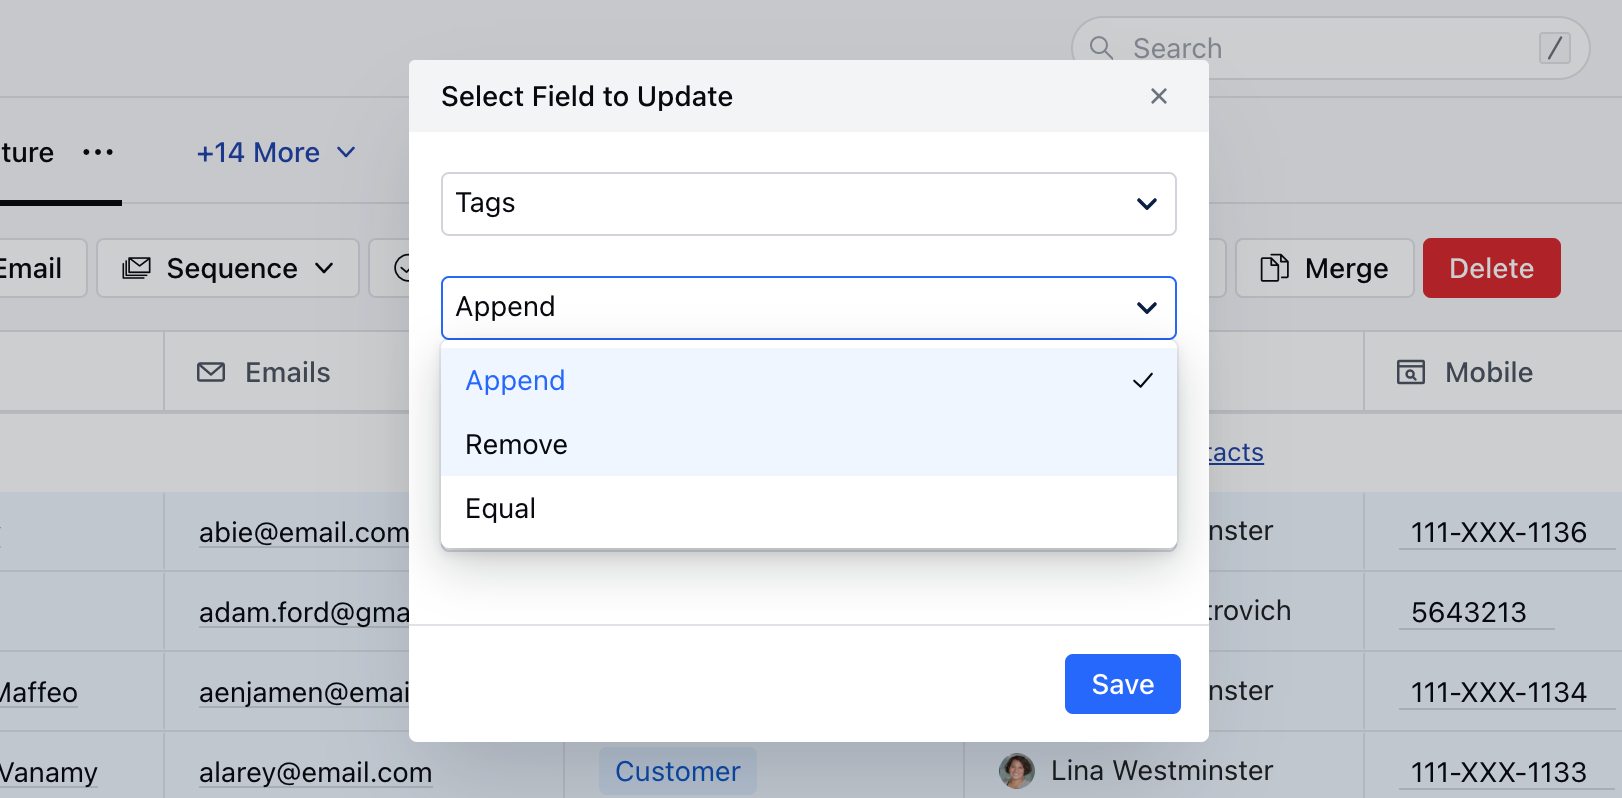 Search /
Select Field to Update
ture ••• +14 More
Tags
Email Sequence Merge Delete
Append
Emails Mobile
Append
Remove
tacts
Equal
abie@email.com nster 111-XXX-1136
adam.ford@gma trovich 5643213
Save
Maffeo aenjamen@emai nster 111-XXX-1134
Vanamy alarey@email.com Customer Lina Westminster 111-XXX-1133